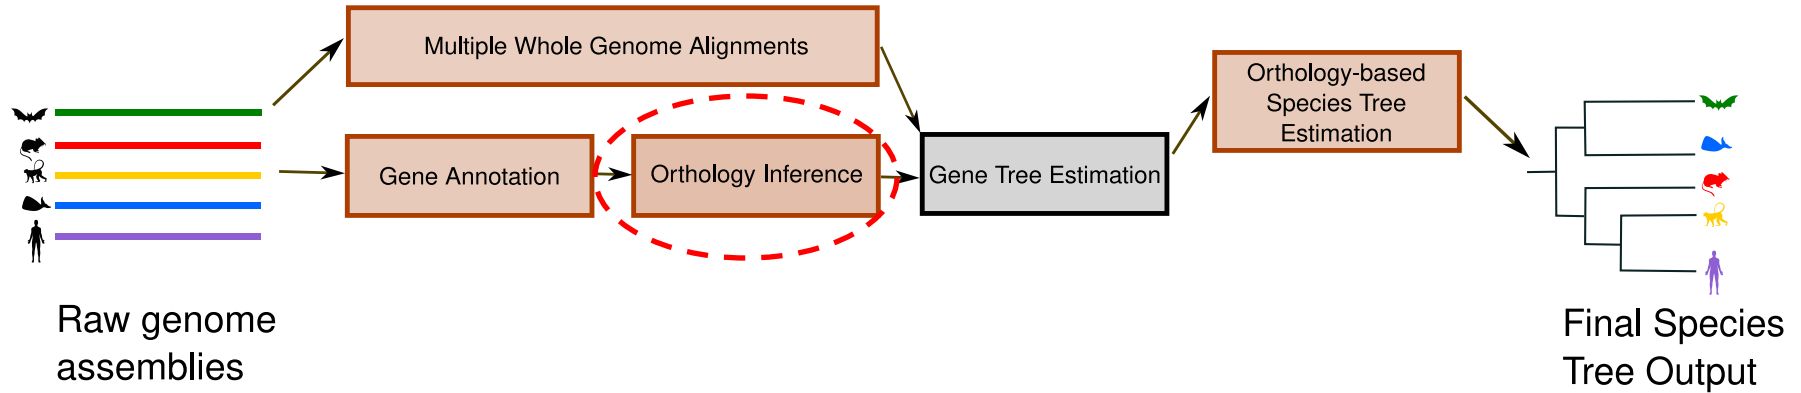 Multiple Whole Genome Alignments
Gene Annotation
Orthology Inference
Gene Tree Estimation
Orthology-based
Species Tree
Estimation
Raw genome
assemblies
Final Species
Tree Output